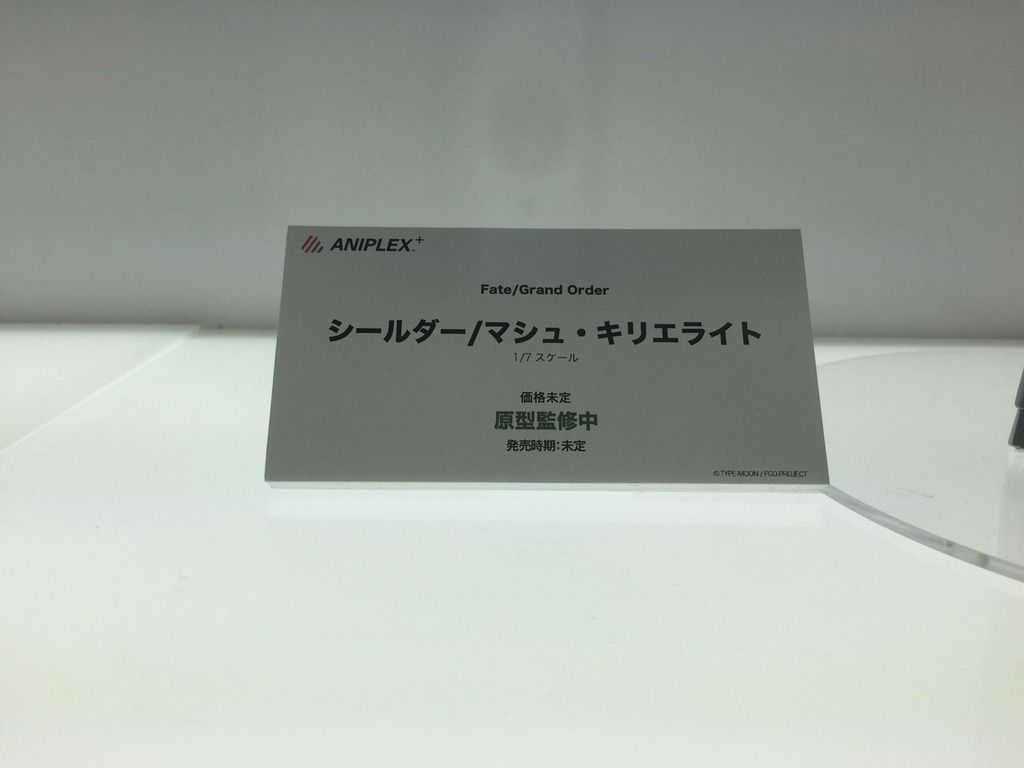 ANIPLEX+
Fate/Grand Order
シールダー/マシュ・キリエライト
1/7 スケール
価格未定
原型監修中
発売時期:未定
© TYPE-MOON / FGO PROJECT